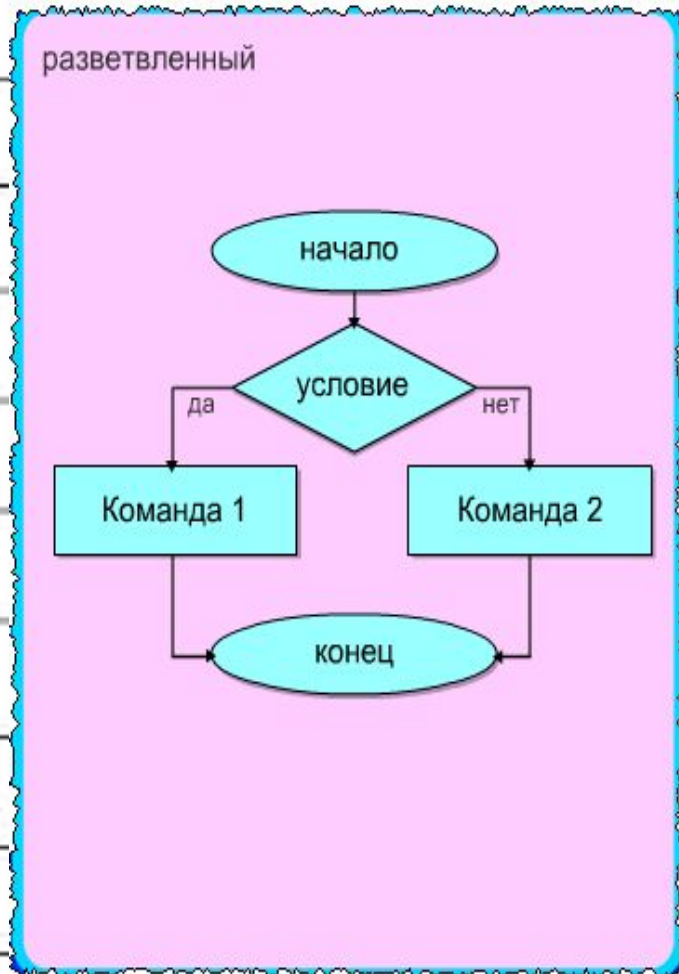 разветвленный
начало
условие
да
нет
Команда 1
Команда 2
конец